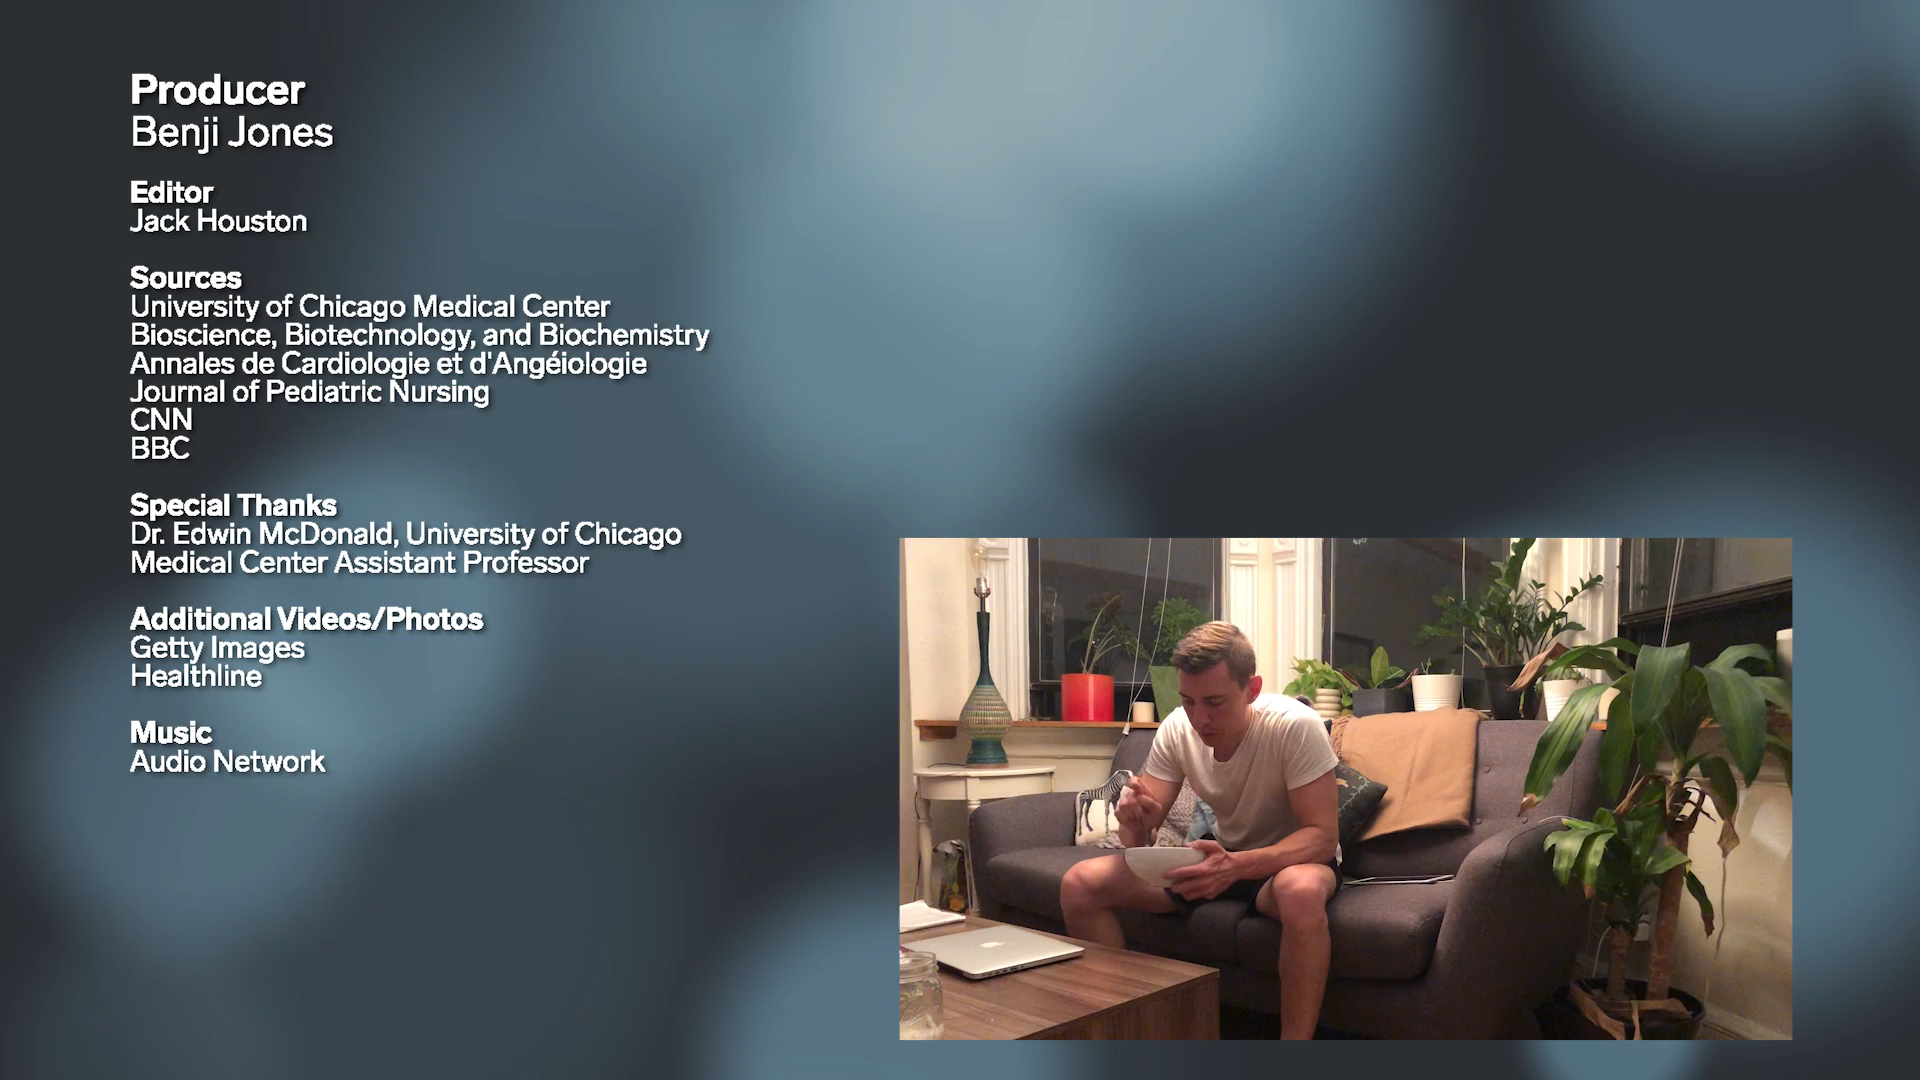 Producer
Benji Jones
Editor
Jack Houston
Sources
University of Chicago Medical Center
Bioscience, Biotechnology, and Biochemistry
Annales de Cardiologie et d'Angéiologie
Journal of Pediatric Nursing
CNN
BBC
Special Thanks
Dr. Edwin McDonald, University of Chicago
Medical Center Assistant Professor
Additional Videos/Photos
Getty Images
Healthline
Music
Audio Network